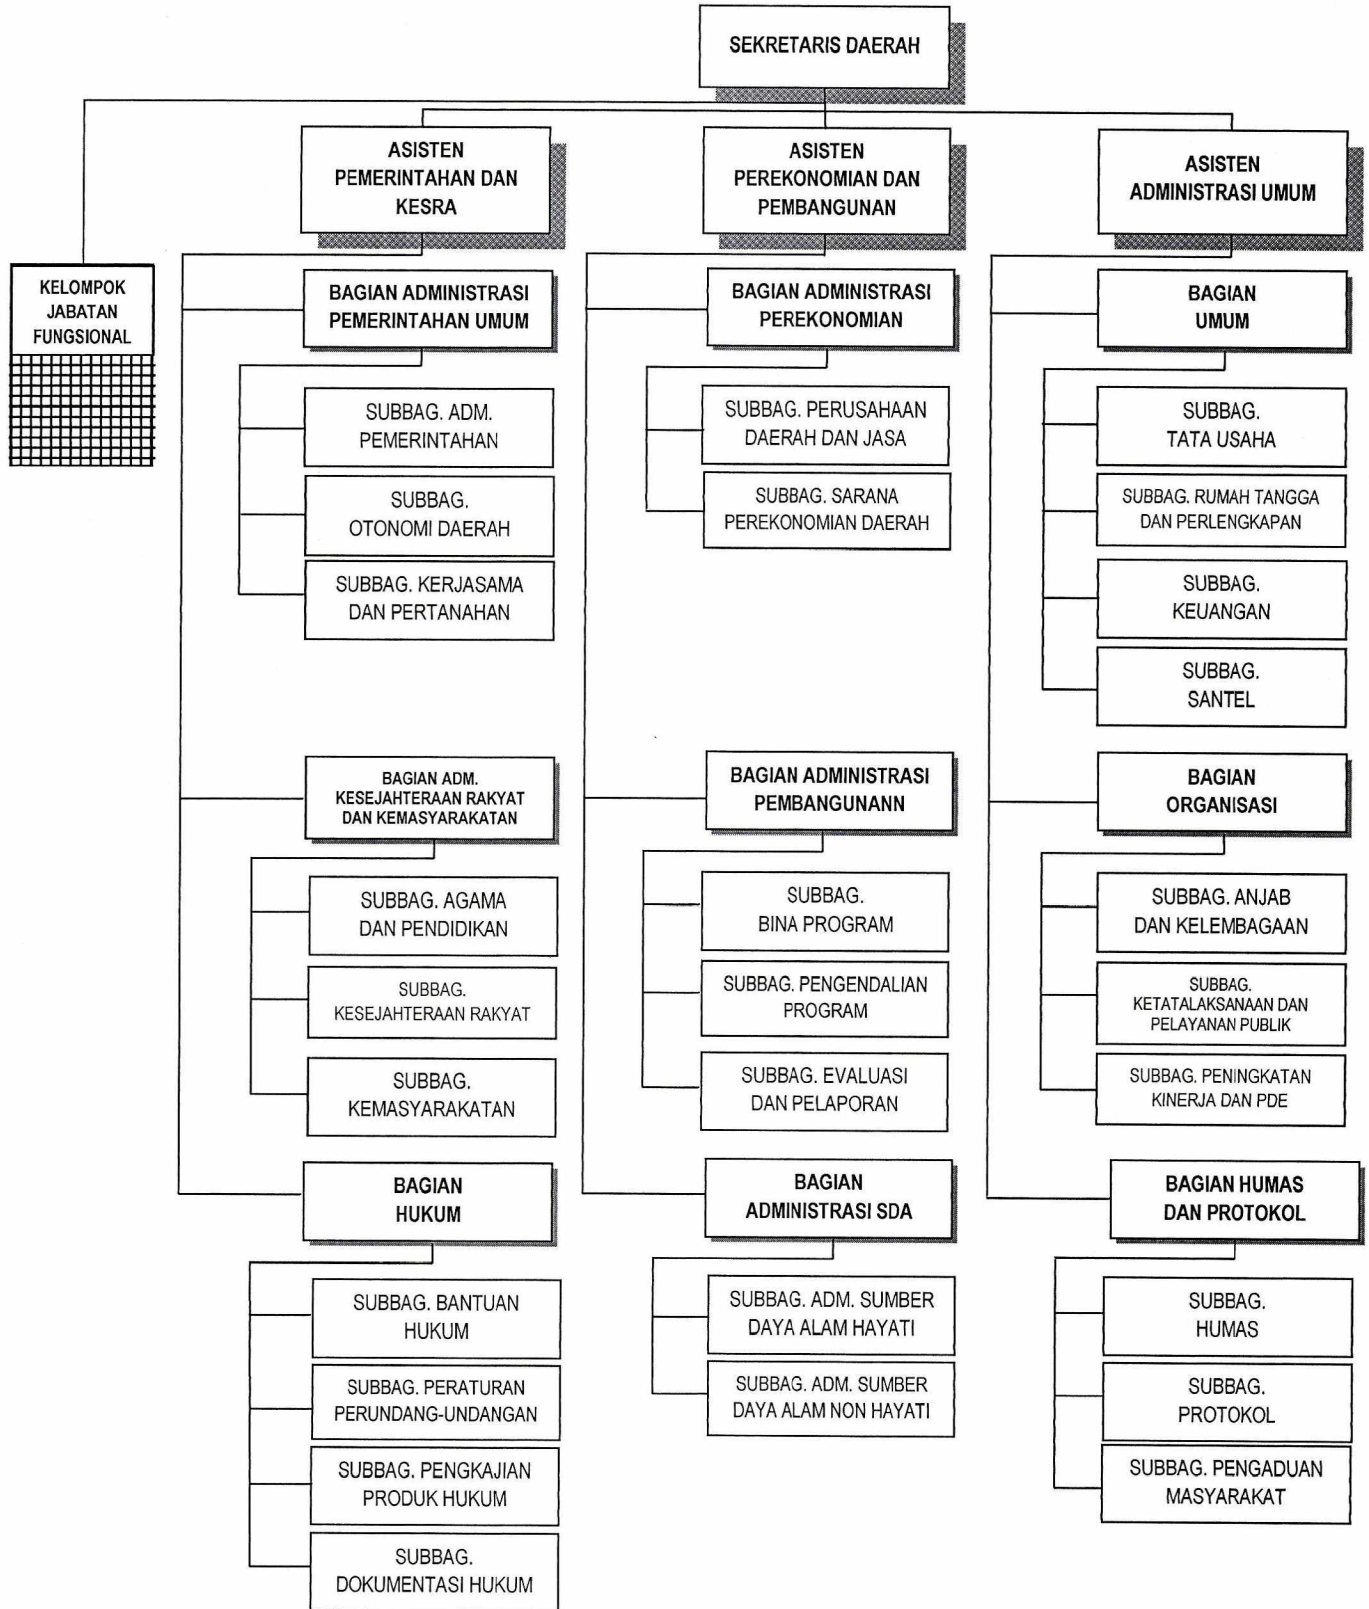 SEKRETARIS DAERAH
ASISTEN
PEMERINTAHAN DAN
KESRA
ASISTEN
PEREKONOMIAN DAN
PEMBANGUNAN
ASISTEN
ADMINISTRASI UMUM
KELOMPOK
JABATAN
FUNGSIONAL
BAGIAN ADMINISTRASI
PEMERINTAHAN UMUM
SUBBAG. ADM.
PEMERINTAHAN
SUBBAG.
OTONOMI DAERAH
SUBBAG. KERJASAMA
DAN PERTANAHAN
BAGIAN ADM.
KESEJAHTERAAN RAKYAT
DAN KEMASYARAKATAN
SUBBAG. AGAMA
DAN PENDIDIKAN
SUBBAG.
KESEJAHTERAAN RAKYAT
SUBBAG.
KEMASYARAKATAN
BAGIAN
HUKUM
SUBBAG. BANTUAN
HUKUM
SUBBAG. PERATURAN
PERUNDANG-UNDANGAN
SUBBAG. PENGKAJIAN
PRODUK HUKUM
SUBBAG.
DOKUMENTASI HUKUM
BAGIAN ADMINISTRASI
PEREKONOMIAN
SUBBAG. PERUSAHAAN
DAERAH DAN JASA
SUBBAG. SARANA
PEREKONOMIAN DAERAH
BAGIAN ADMINISTRASI
PEMBANGUNANN
SUBBAG.
BINA PROGRAM
SUBBAG. PENGENDALIAN
PROGRAM
SUBBAG. EVALUASI
DAN PELAPORAN
BAGIAN
ADMINISTRASI SDA
SUBBAG. ADM. SUMBER
DAYA ALAM HAYATI
SUBBAG. ADM. SUMBER
DAYA ALAM NON HAYATI
BAGIAN
UMUM
SUBBAG.
TATA USAHA
SUBBAG. RUMAH TANGGA
DAN PERLENGKAPAN
SUBBAG.
KEUANGAN
SUBBAG.
SANTEL
BAGIAN
ORGANISASI
SUBBAG. ANJAB
DAN KELEMBAGAAN
SUBBAG.
KETATALAKSANAAN DAN
PELAYANAN PUBLIK
SUBBAG. PENINGKATAN
KINERJA DAN PDE
BAGIAN HUMAS
DAN PROTOKOL
SUBBAG.
HUMAS
SUBBAG.
PROTOKOL
SUBBAG. PENGADUAN
MASYARAKAT